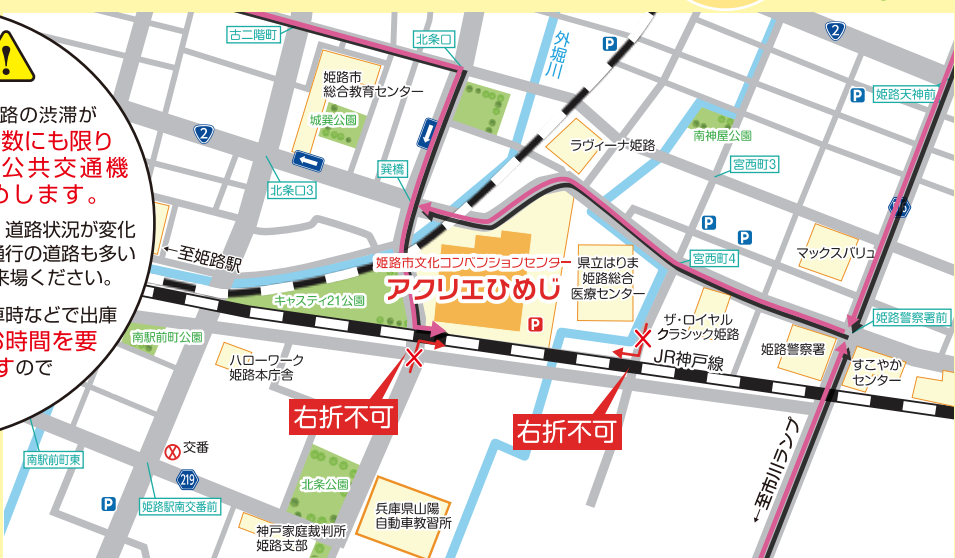 路の渋滞が
数にも限り
公共交通機
めします。
道路状況が変化
通行の道路も多い
来場ください。
車時などで出庫
時間を要
すので
古二階町
北条口
外堀川
P
2
姫路市
総合教育センター
城巽公園
2
北条口3
巽橋
ラヴィーナ姫路
南神屋公園
宮西町3
P
姫路天神前
P
P
宮西町4
マックスバリュ
←至姫路駅
姫路市文化コンベンションセンター
アクリエひめじ
P
県立はりま
姫路総合
医療センター
キャスティ21公園
ザ・ロイヤル
クラシック姫路
姫路警察署前
姫路警察署
すこやか
センター
JR神戸線
南駅前町公園
ハローワーク
姫路本庁舎
右折不可
右折不可
←至市川ランプ
交番
南駅前町東
219
姫路駅南交番前
P
北条公園
神戸家庭裁判所
姫路支部
兵庫県山陽
自動車教習所